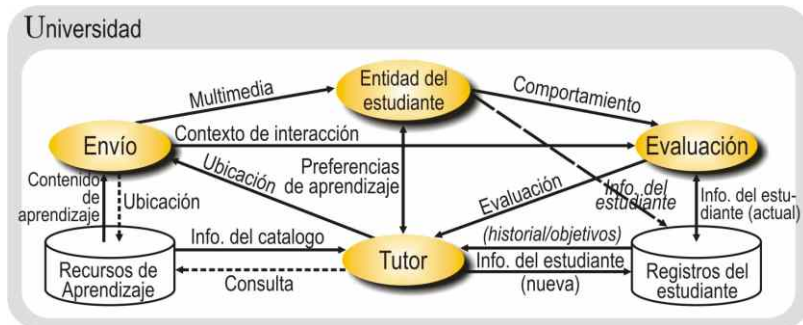 Universidad
Multimedia
Entidad del
estudiante
Comportamiento
Envío
Contexto de interacción
Evaluación
Contenido
de
aprendizaje
Ubicación
Ubicación
Preferencias
de aprendizaje
Evaluación
Info. del
estudiante
Info. del estu-
diante (actual)
Recursos de
Aprendizaje
Info. del catalogo
Consulta
Tutor
(historial/objetivos)
Info. del estudiante
(nueva)
Registros del
estudiante